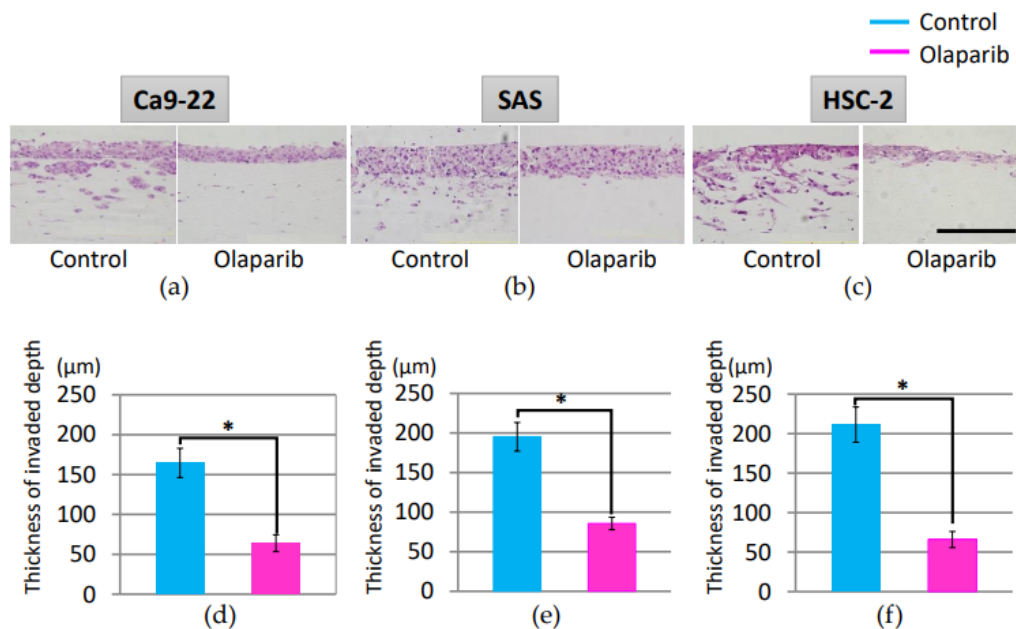 Control
Olaparib
Ca9-22
SAS
HSC-2
Control Olaparib
Control Olaparib
Control Olaparib
(a)
(b)
(c)
Thickness of invaded depth
(µm)
250
200
150
100
50
0
*
(d)
Thickness of invaded depth
(µm)
250
200
150
100
50
0
*
(e)
Thickness of invaded depth
(µm)
250
200
150
100
50
0
*
(f)